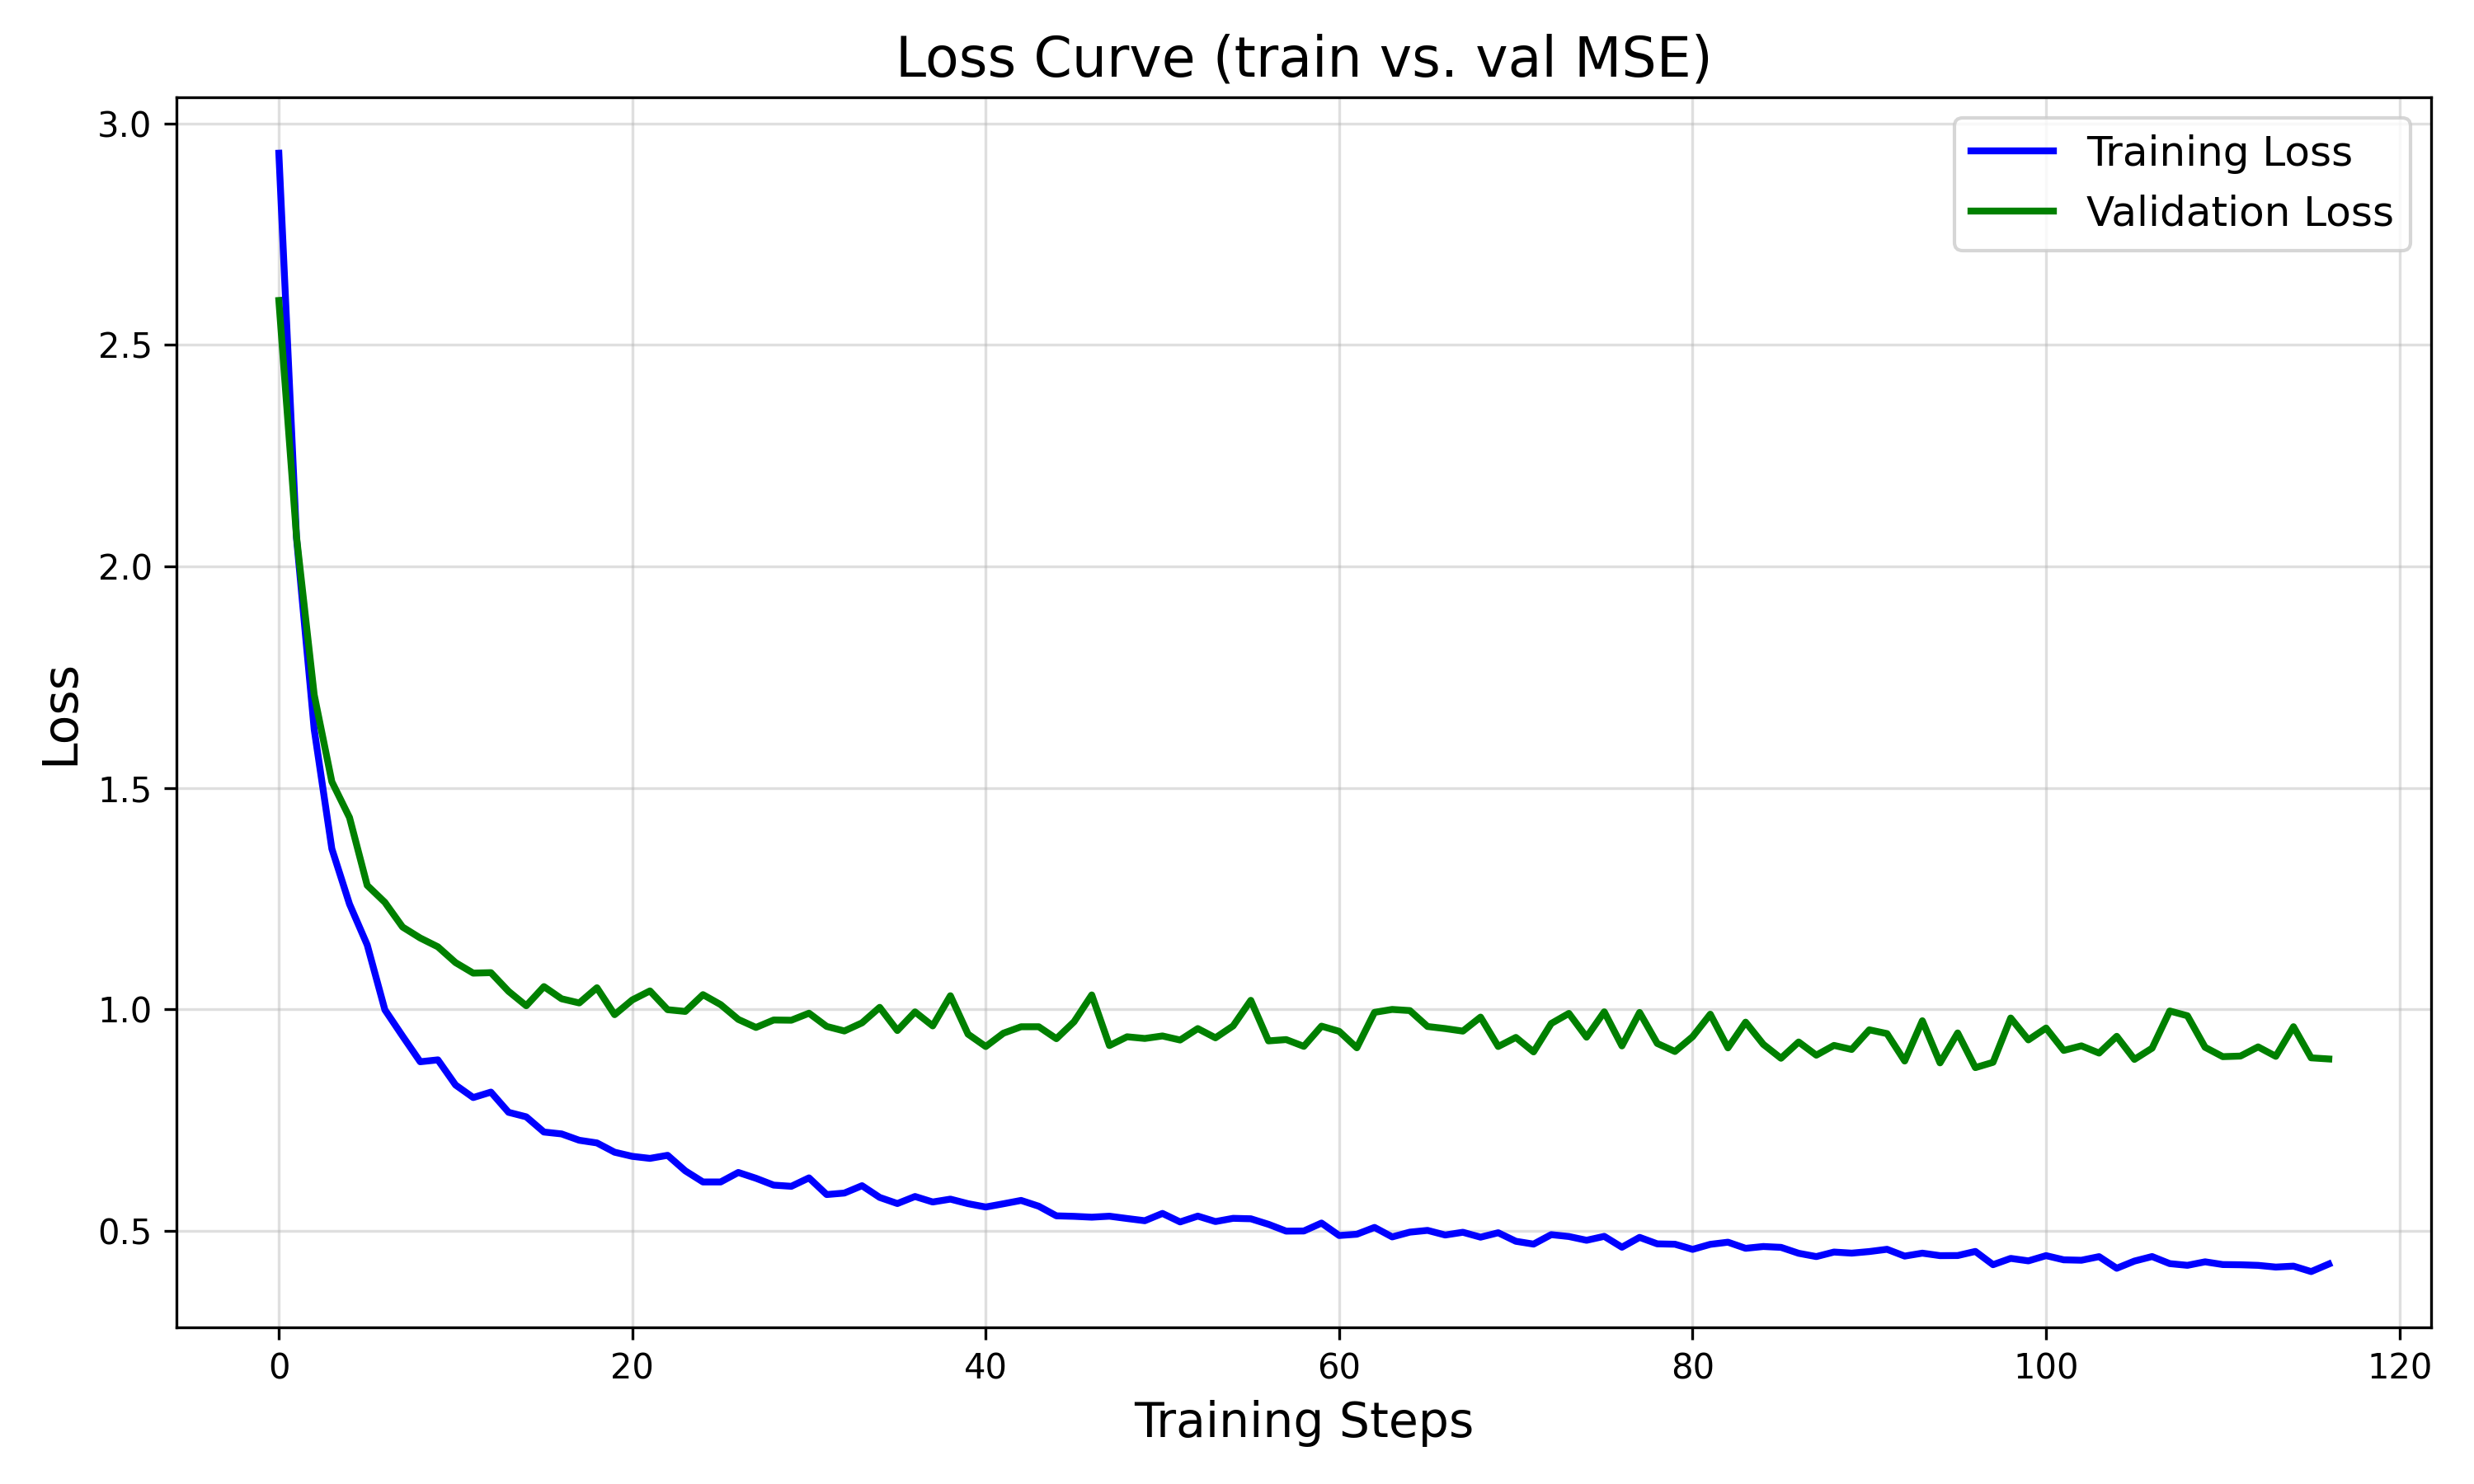 Loss Curve (train vs. val MSE)
Training Loss
Validation Loss
3.0
2.5
2.0
1.5
1.0
0.5
Loss
0 20 40 60 80 100 120
Training Steps